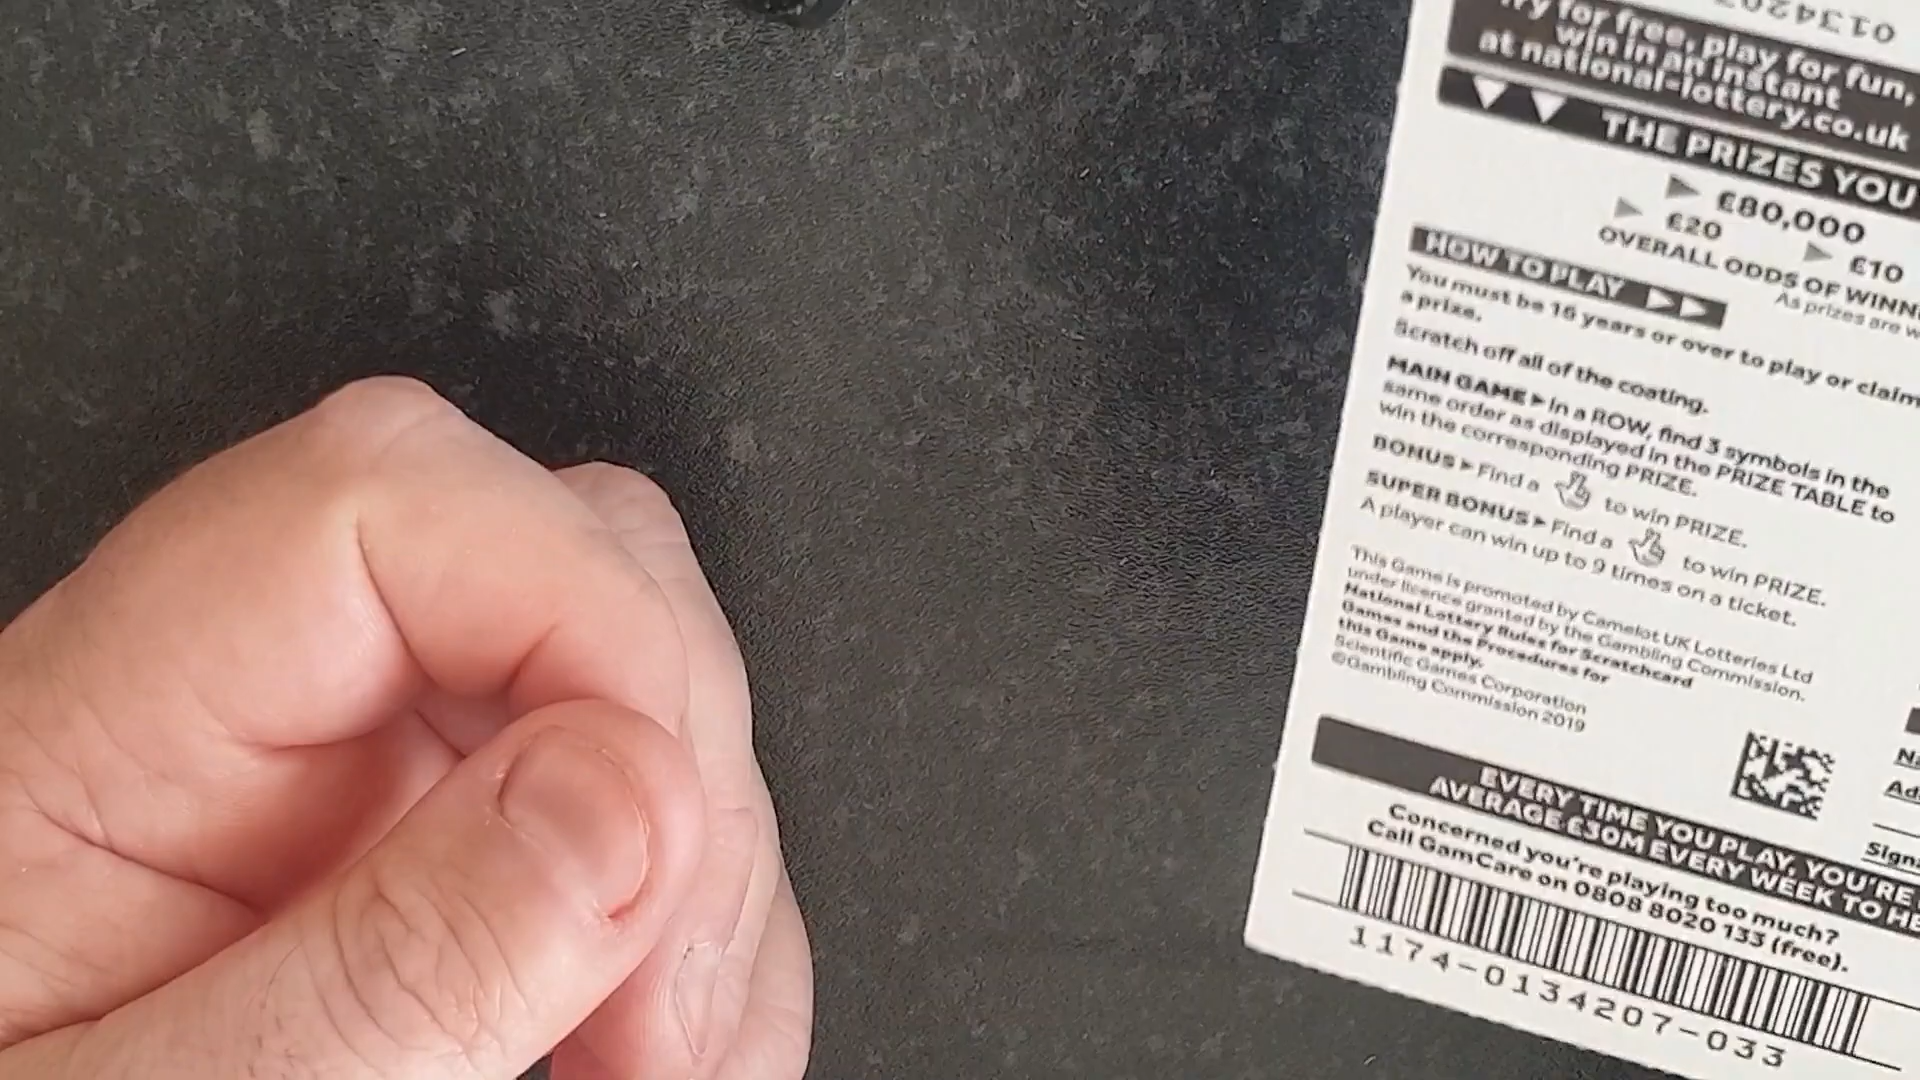 013420
ry for free, play for fun,
win in an instant
at national-lottery.co.uk
THE PRIZES YOU
£80,000
£20
£10
OVERALL ODDS OF WINN
As prizes are w
HOW TO PLAY
You must be 16 years or over to play or claim
a prize.
Scratch off all of the coating.
MAIN GAME ▸ In a ROW, find 3 symbols in the
same order as displayed in the PRIZE TABLE to
win the corresponding PRIZE.
BONUS ▸ Find a to win PRIZE.
SUPER BONUS ▸ Find a to win PRIZE.
A player can win up to 9 times on a ticket.
This Game is promoted by Camelot UK Lotteries Ltd
under licence granted by the Gambling Commission.
National Lottery Rules for Scratchcard
Games and the Procedures for
this Game apply.
Scientific Games Corporation
©Gambling Commission 2019
Na
Ad
Signa
EVERY TIME YOU PLAY, YOU'RE
AVERAGE £30M EVERY WEEK TO HE
Concerned you're playing too much?
Call GamCare on 0808 8020 133 (free).
1174-0134207-033